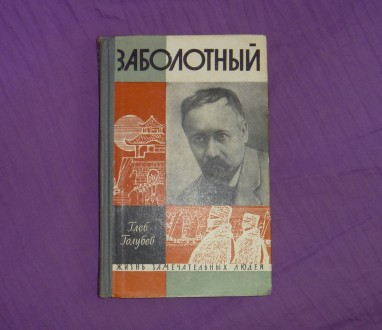 ЗАБОЛОТНЫЙ
Глеб
Голубев
ЖИЗНЬ ЗАМЕЧАТЕЛЬНЫХ ЛЮДЕЙ